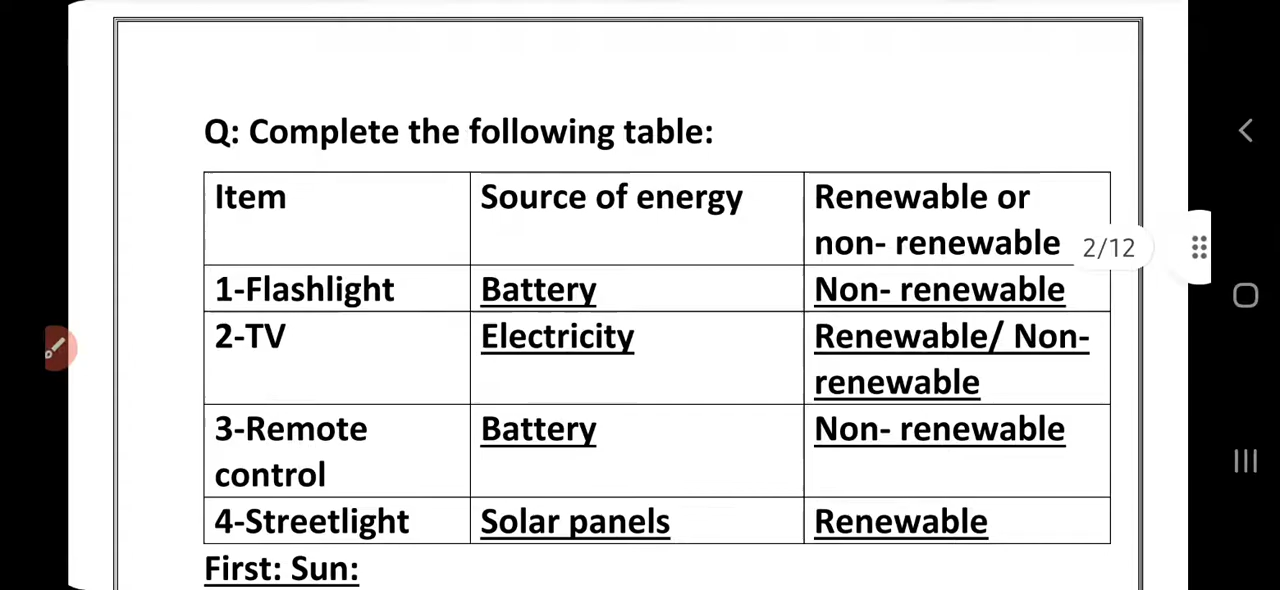 Q: Complete the following table:
Item Source of energy Renewable or
non- renewable
2/12
1-Flashlight Battery Non- renewable
2-TV Electricity Renewable/ Non-
renewable
3-Remote Battery Non- renewable
control
4-Streetlight Solar panels Renewable
First: Sun: